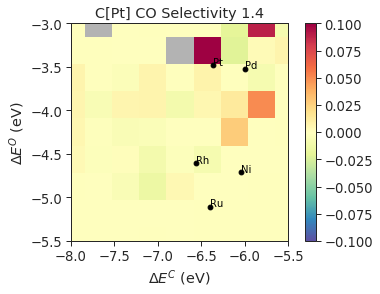 C[Pt] CO Selectivity 1.4
ΔE^O (eV)
−3.0
−3.5
−4.0
−4.5
−5.0
−5.5
−8.0 −7.5 −7.0 −6.5 −6.0 −5.5
ΔE^C (eV)
Pt
Pd
Rh
Ni
Ru
0.100
0.075
0.050
0.025
0.000
−0.025
−0.050
−0.075
−0.100